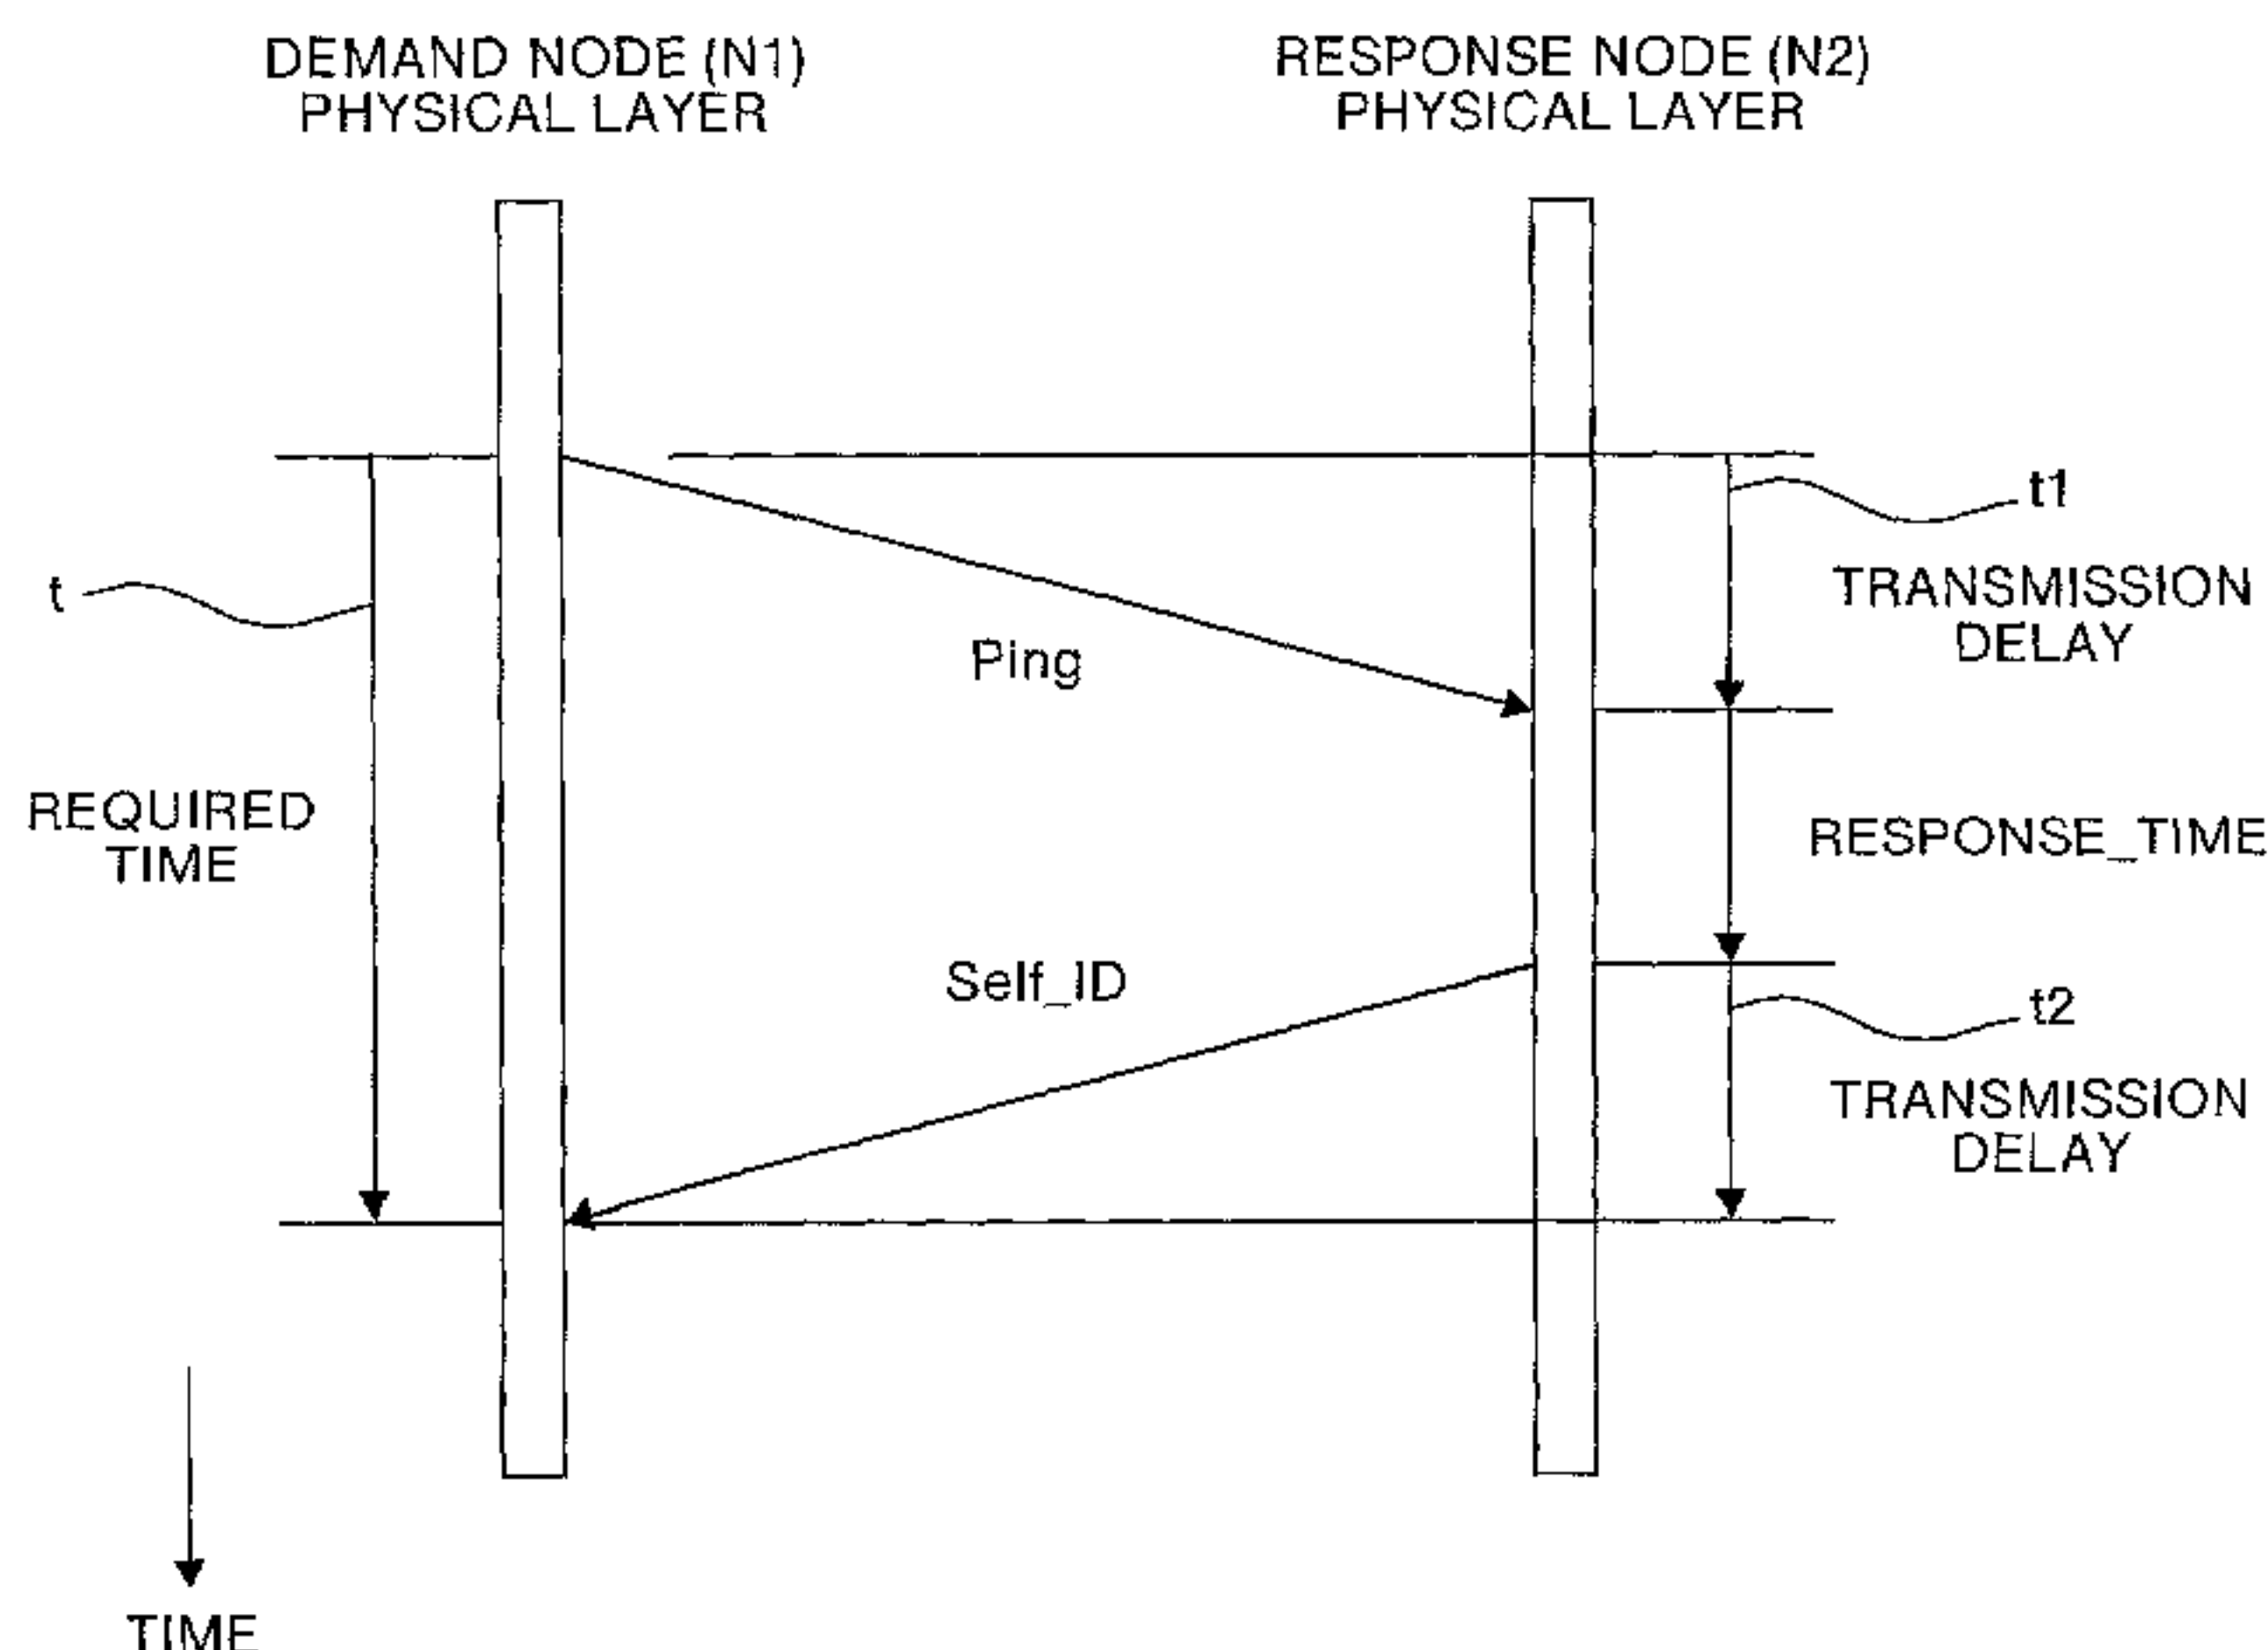 DEMAND NODE (N1)
PHYSICAL LAYER
RESPONSE NODE (N2)
PHYSICAL LAYER
t1
t
TRANSMISSION
DELAY
Ping
REQUIRED
TIME
RESPONSE_TIME
Self_ID
t2
TRANSMISSION
DELAY
TIME